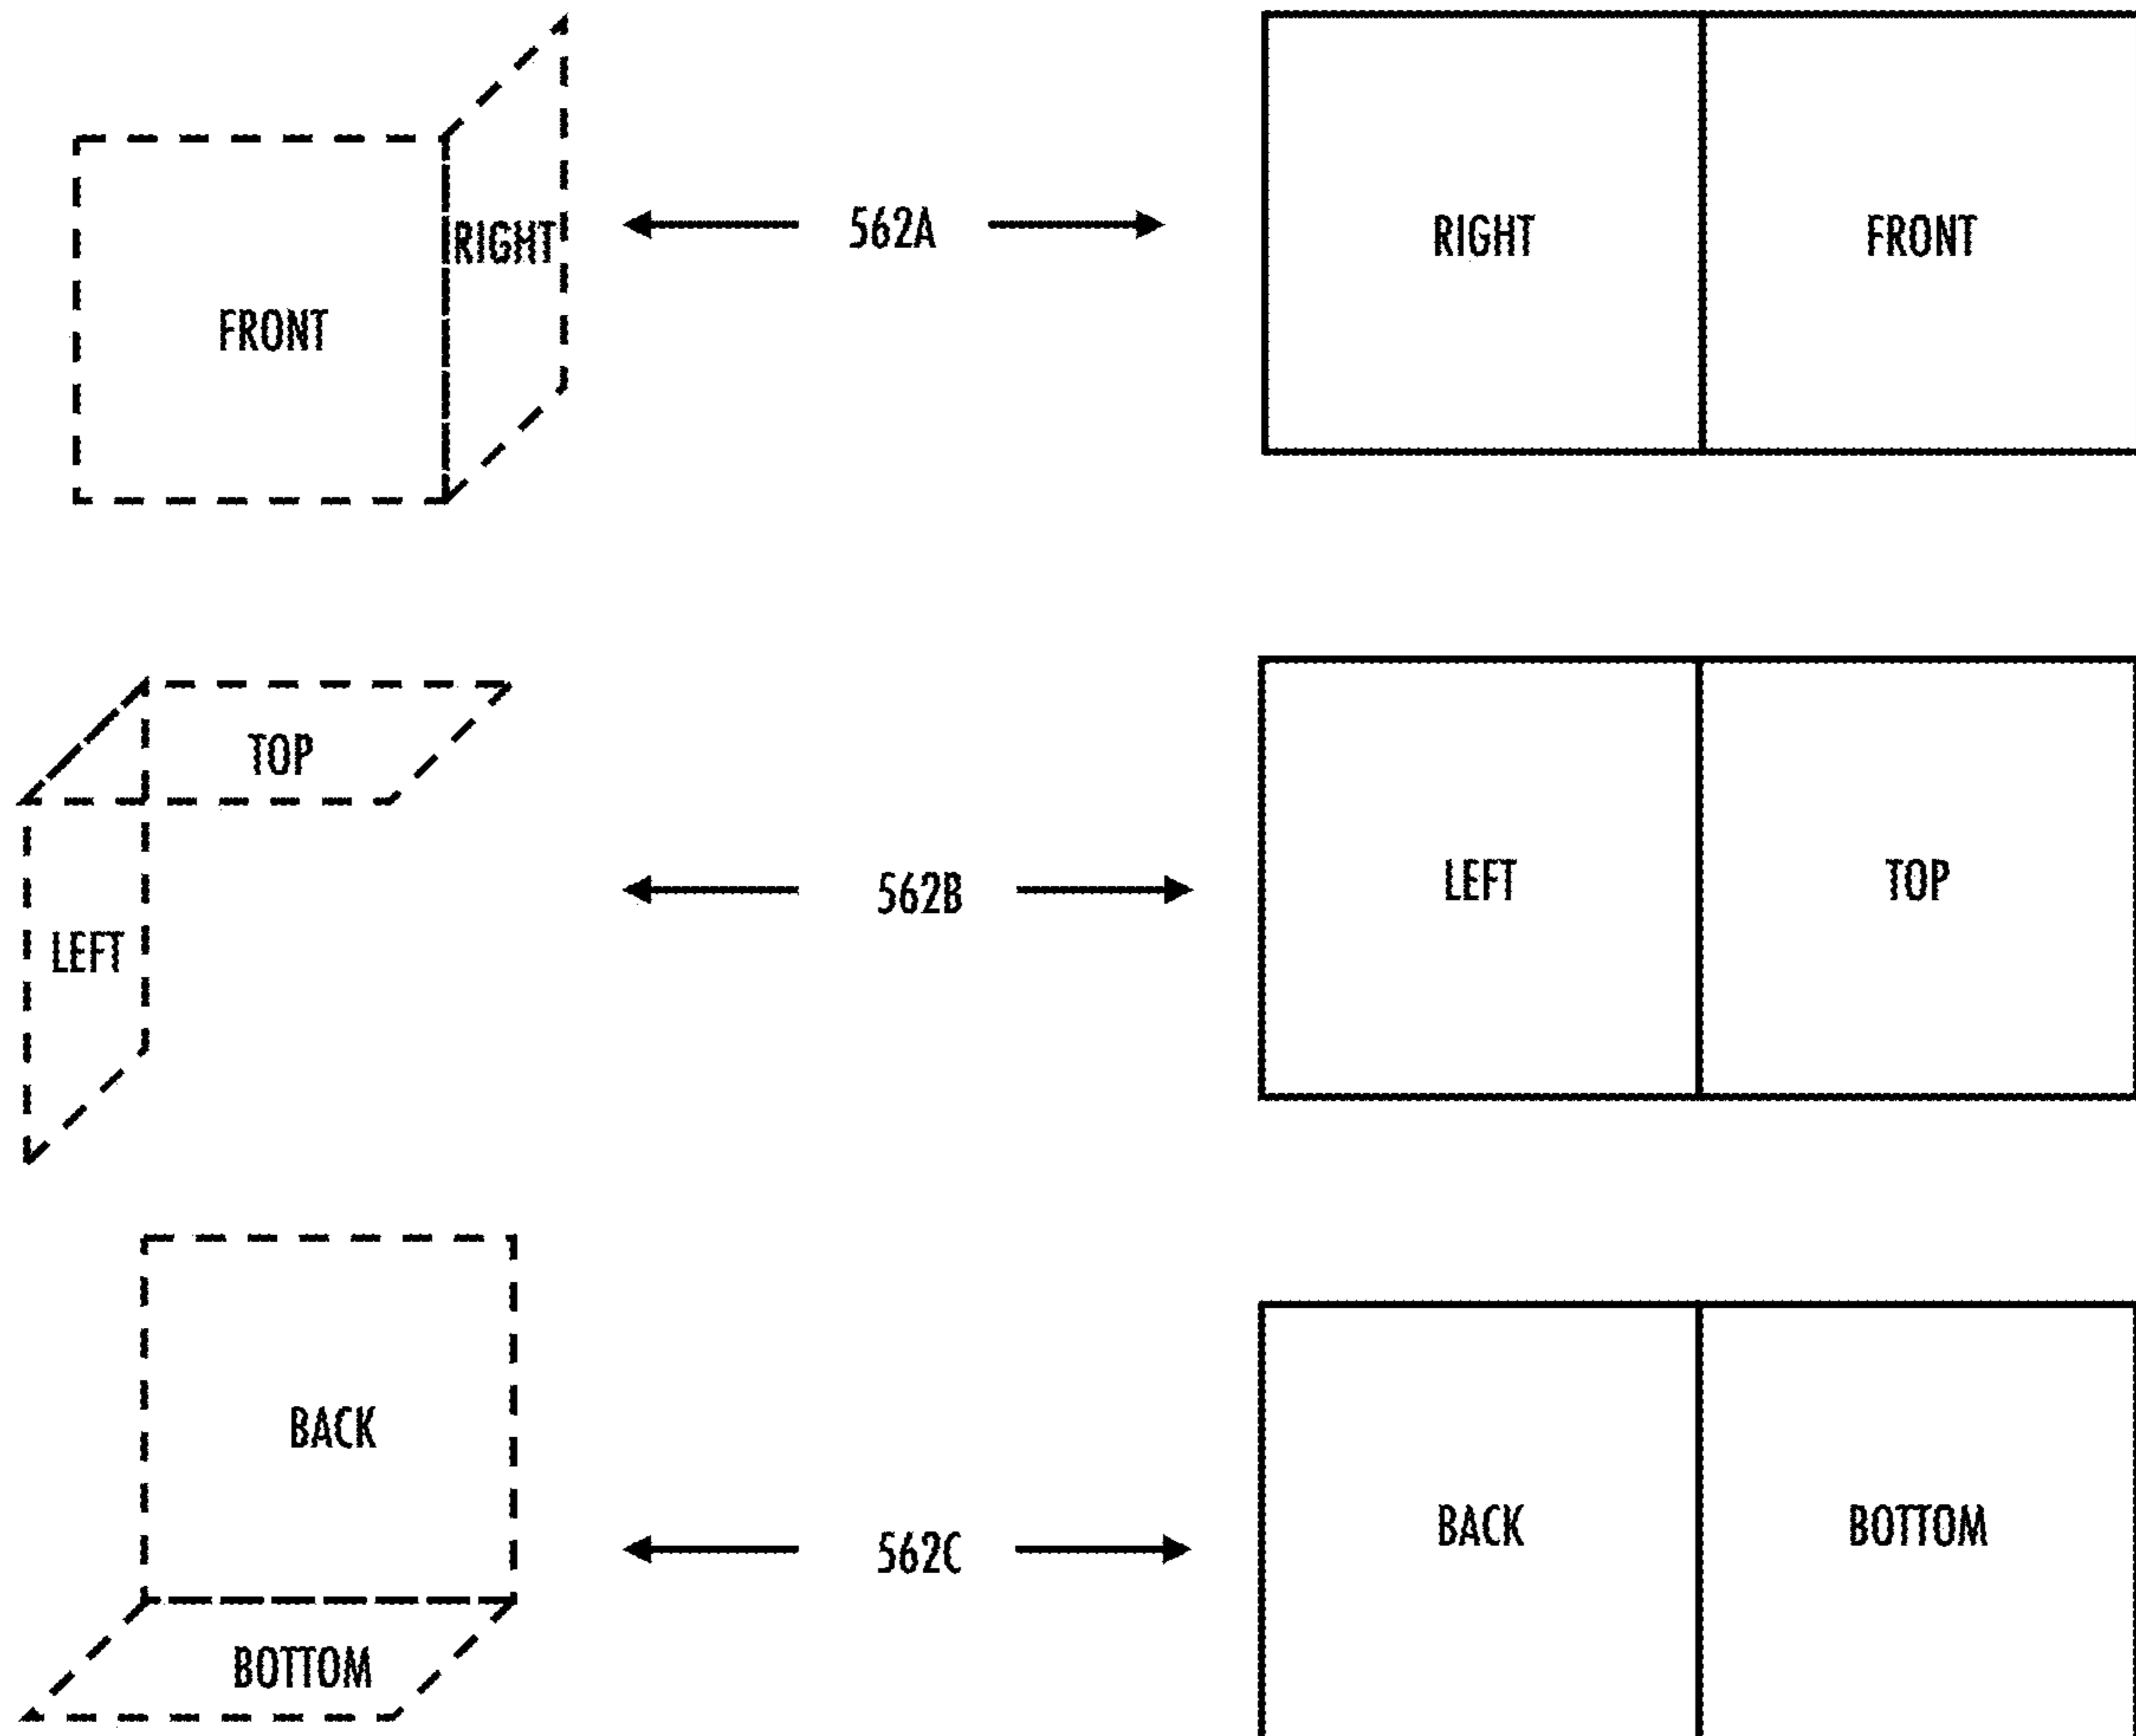 FRONT
RIGHT
562A
RIGHT
FRONT
TOP
LEFT
562B
LEFT
TOP
BACK
BOTTOM
562C
BACK
BOTTOM